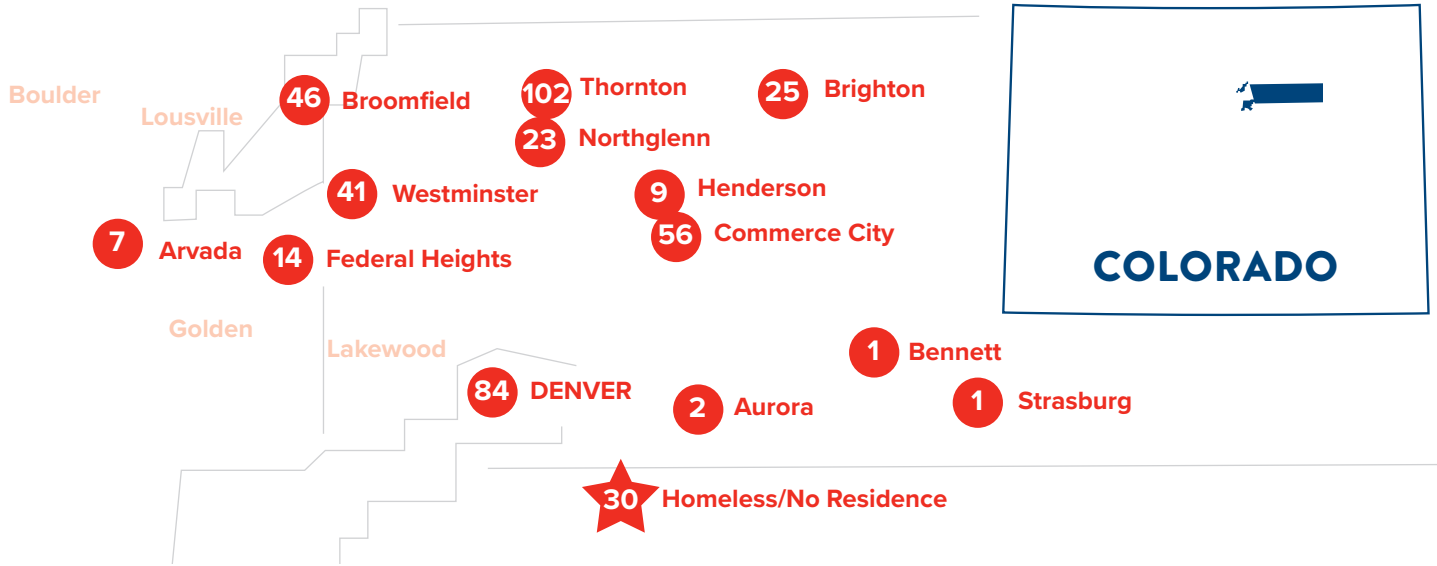 Boulder
Lousville
46 Broomfield
102 Thornton
25 Brighton
23 Northglenn
41 Westminster
9 Henderson
56 Commerce City
7 Arvada
14 Federal Heights
COLORADO
Golden
Lakewood
1 Bennett
84 DENVER
2 Aurora
1 Strasburg
30 Homeless/No Residence